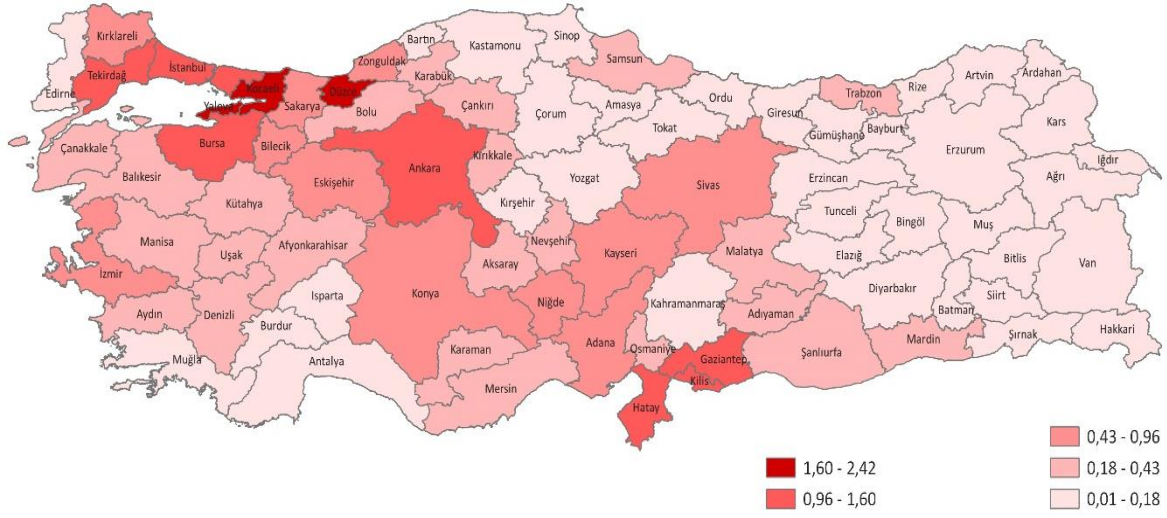 Kırklareli
Edirne
Tekirdağ
İstanbul
Kocaeli
Yalova
Sakarya
Düzce
Zonguldak
Bartın
Karabük
Kastamonu
Sinop
Samsun
Bolu
Çankırı
Çorum
Amasya
Ordu
Tokat
Giresun
Trabzon
Gümüşhane
Bayburt
Rize
Artvin
Ardahan
Kars
Iğdır
Ağrı
Erzurum
Erzincan
Çanakkale
Balıkesir
Bursa
Bilecik
Eskişehir
Kütahya
Ankara
Kırıkkale
Kırşehir
Yozgat
Sivas
Tunceli
Bingöl
Muş
Elazığ
Bitlis
Van
Manisa
İzmir
Uşak
Afyonkarahisar
Aksaray
Nevşehir
Kayseri
Malatya
Diyarbakır
Batman
Siirt
Şırnak
Hakkari
Aydın
Denizli
Isparta
Burdur
Muğla
Antalya
Konya
Karaman
Niğde
Mersin
Adana
Kahramanmaraş
Osmaniye
Adıyaman
Gaziantep
Kilis
Hatay
Şanlıurfa
Mardin
1,60 - 2,42
0,96 - 1,60
0,43 - 0,96
0,18 - 0,43
0,01 - 0,18